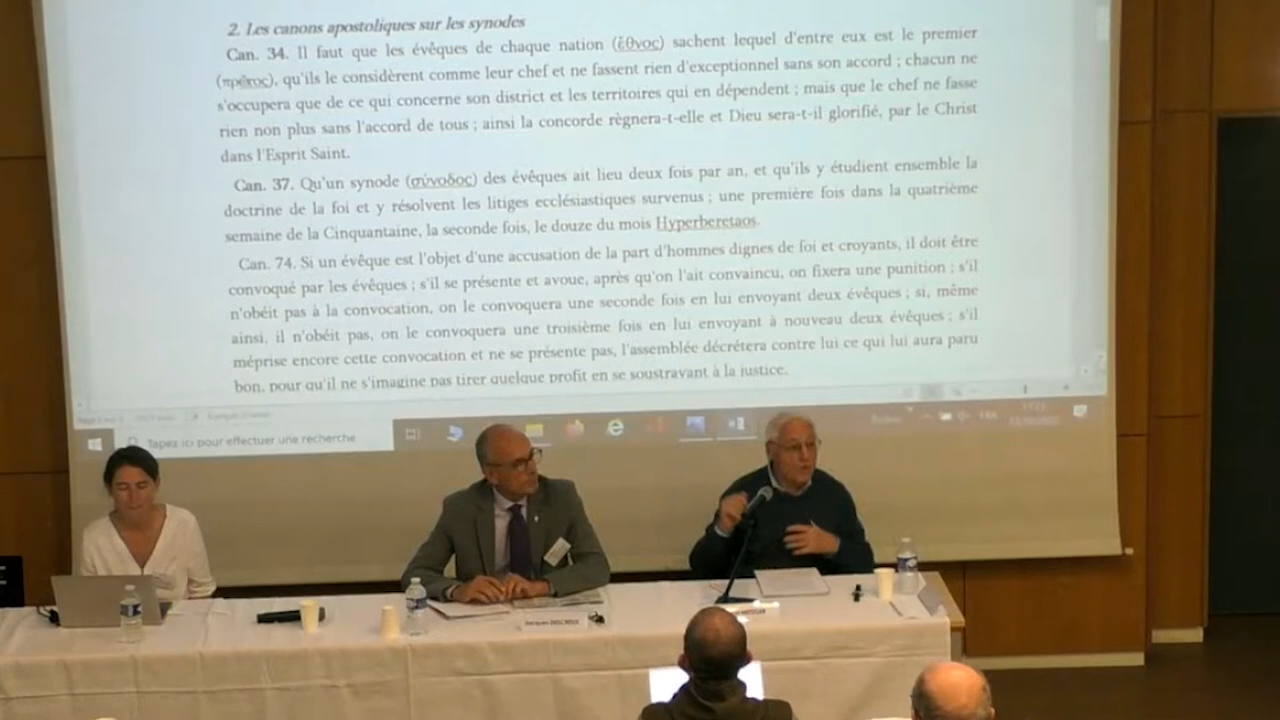 2. Les canons apostoliques sur les synodes
Can. 34. Il faut que les évêques de chaque nation (ἔθνος) sachent lequel d'entre eux est le premier
qu'ils le considèrent comme leur chef et ne fassent rien d'exceptionnel sans son accord ; chacun ne
s'occupera que de ce qui concerne son district et les territoires qui en dépendent ; mais que le chef ne fasse
rien non plus sans l'accord de tous ; ainsi la concorde règnera-t-elle et Dieu sera-t-il glorifié, par le Christ
dans l'Esprit Saint.
Can. 37. Qu'un synode (σύνοδος) des évêques ait lieu deux fois par an, et qu'ils y étudient ensemble la
doctrine de la foi et y résolvent les litiges ecclésiastiques survenus ; une première fois dans la quatrième
semaine de la Cinquantaine, la seconde fois, le douze du mois Hyperberetaos.
Can. 74. Si un évêque est l'objet d'une accusation de la part d'hommes dignes de foi et croyants, il doit être
convoqué par les évêques ; s'il se présente et avoue, après qu'on l'ait convaincu, on fixera une punition ; s'il
n'obéit pas à la convocation, on le convoquera une seconde fois en lui envoyant deux évêques ; si, même
ainsi, il n'obéit pas, on le convoquera une troisième fois en lui envoyant à nouveau deux évêques ; s'il
méprise encore cette convocation et ne se présente pas, l'assemblée décrétera contre lui ce qui lui aura paru
bon, pour qu'il ne s'imagine pas tirer quelque profit en se soustrayant à la justice.
Tapez ici pour effectuer une recherche
Jacques